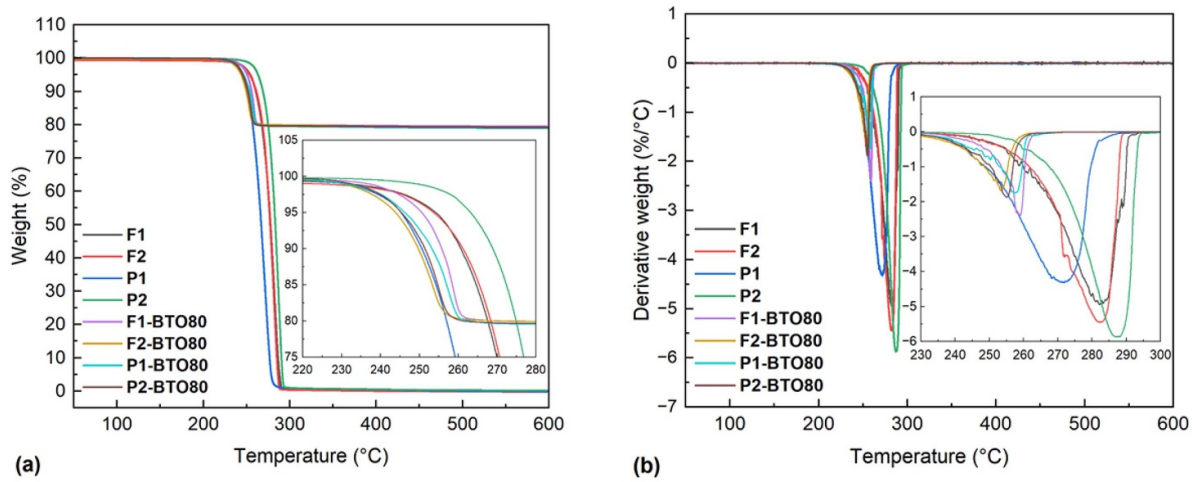 110
100
90
80
70
60
50
40
30
20
10
0
Weight (%)
F1
F2
P1
P2
F1-BTO80
F2-BTO80
P1-BTO80
P2-BTO80
105
100
95
90
85
80
75
220 230 240 250 260 270 280
100 200 300 400 500 600
Temperature (°C)
(a)
1
0
−1
−2
−3
−4
−5
−6
−7
Derivative weight (%/°C)
F1
F2
P1
P2
F1-BTO80
F2-BTO80
P1-BTO80
P2-BTO80
1
0
−1
−2
−3
−4
−5
−6
230 240 250 260 270 280 290 300
100 200 300 400 500 600
Temperature (°C)
(b)